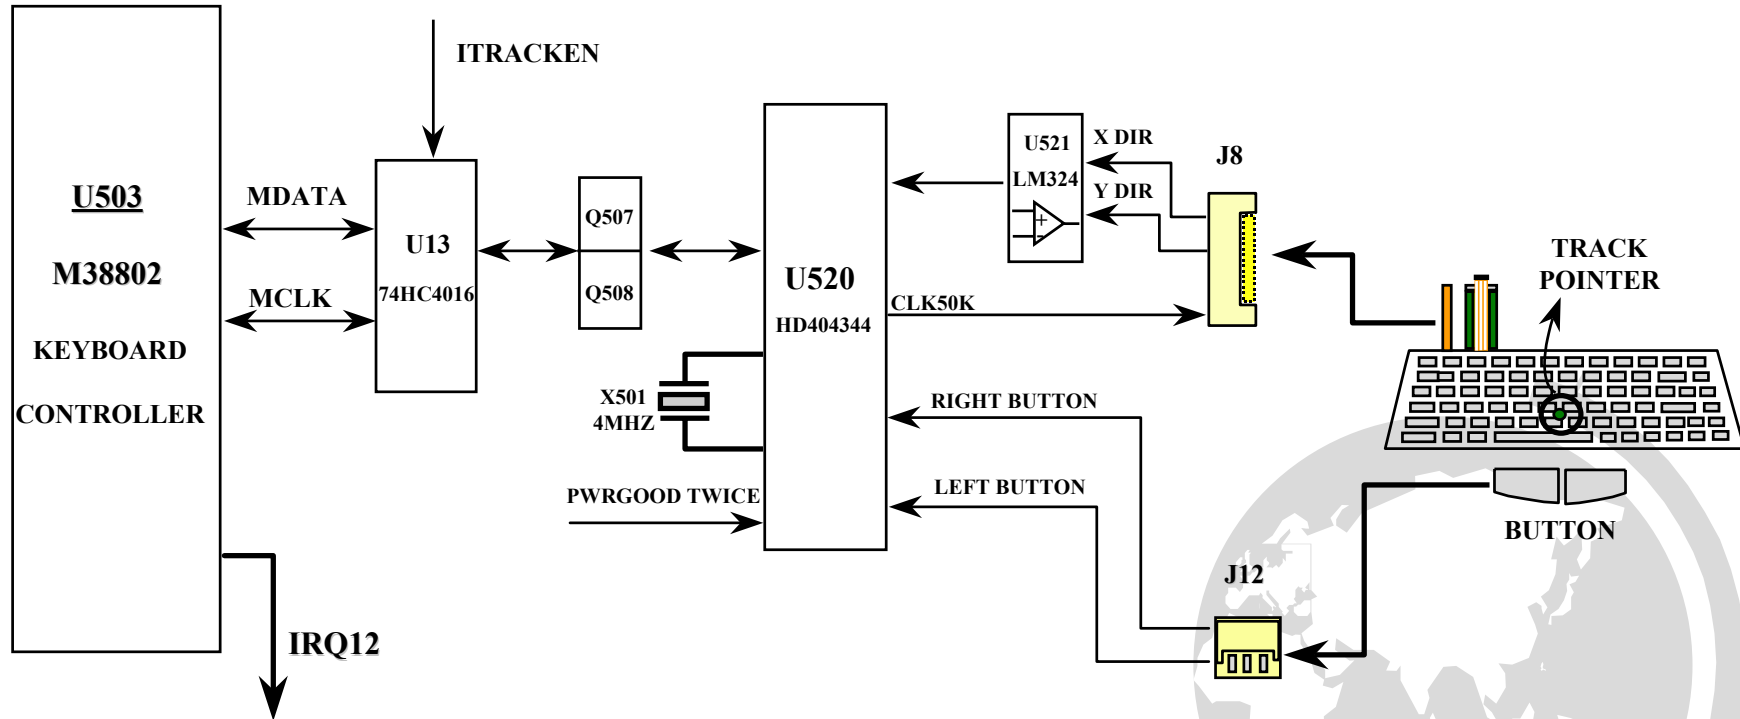 ITRACKEN
U503
M38802
KEYBOARD
CONTROLLER
MDATA
MCLK
IRQ12
U13
74HC4016
Q507
Q508
X501
4MHZ
PWRGOOD TWICE
U520
HD404344
U521
LM324
+
X DIR
Y DIR
J8
CLK50K
RIGHT BUTTON
LEFT BUTTON
J12
TRACK
POINTER
BUTTON